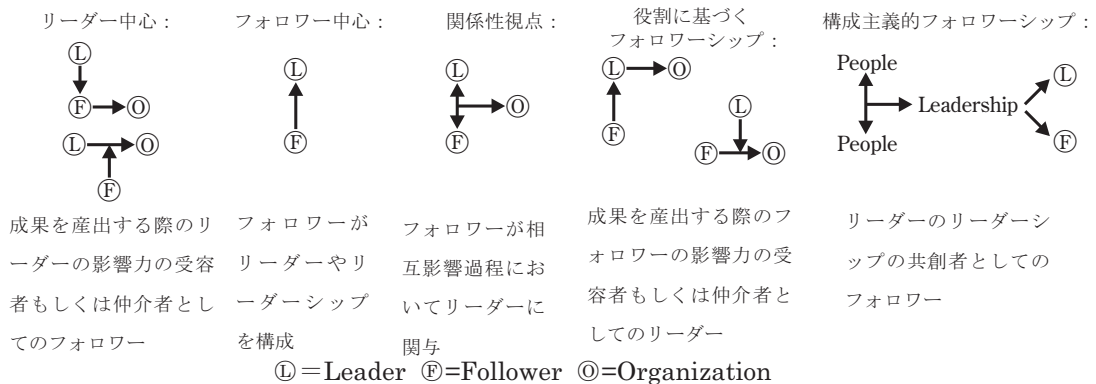 リーダー中心：
Ⓛ
Ⓕ Ⓞ
Ⓛ Ⓞ
Ⓕ
成果を産出する際のリ
ーダーの影響力の受容
者もしくは仲介者とし
てのフォロワー
フォロワー中心：
Ⓛ
Ⓕ
フォロワーが
リーダーやリ
ーダーシップ
を構成
関係性視点：
Ⓛ
Ⓞ
Ⓕ
フォロワーが相
互影響過程にお
いてリーダーに
関与
役割に基づく
フォロワーシップ：
Ⓛ Ⓞ
Ⓕ
Ⓛ
Ⓕ Ⓞ
成果を産出する際のフ
ォロワーの影響力の受
容者もしくは仲介者と
してのリーダー
構成主義的フォロワーシップ：
People
Leadership
People
Ⓛ
Ⓕ
リーダーのリーダーシ
ップの共創者としての
フォロワー
Ⓛ＝Leader Ⓕ=Follower Ⓞ=Organization